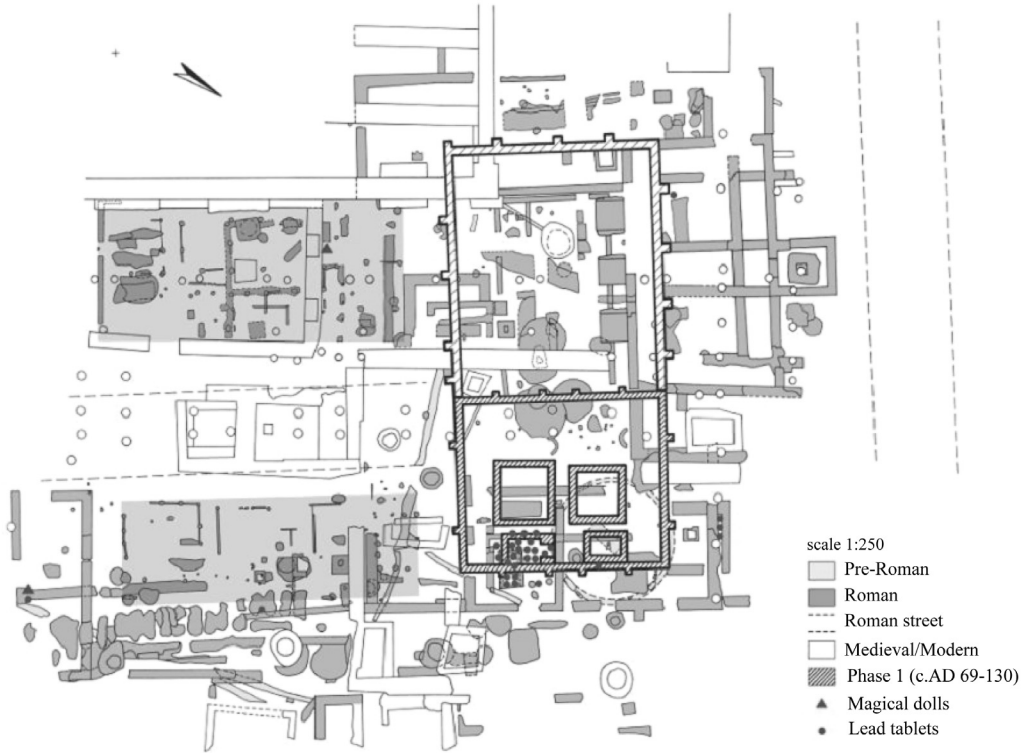 scale 1:250
Pre-Roman
Roman
Roman street
Medieval/Modern
Phase 1 (c.AD 69-130)
Magical dolls
Lead tablets